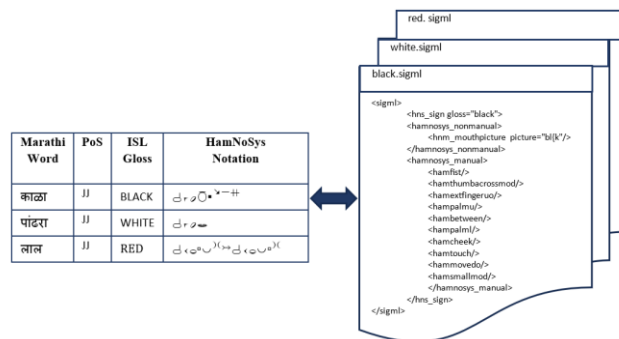 red. sigml
white.sigml
black.sigml
<sigml>
<hns_sign gloss="black">
<hamnosys_nonmanual>
<hnm_mouthpicture picture="bl{k"/>
</hamnosys_nonmanual>
<hamnosys_manual>
<hamfist/>
<hamthumbacrossmod/>
<hamextfingeruo/>
<hampalmu/>
<hambetween/>
<hampalml/>
<hamcheek/>
<hamtouch/>
<hammovedo/>
<hamsmallmod/>
</hamnosys_manual>
</hns_sign>
</sigml>
Marathi Word PoS ISL Gloss HamNoSys Notation
काळा JJ BLACK
पांढरा JJ WHITE
लाल JJ RED